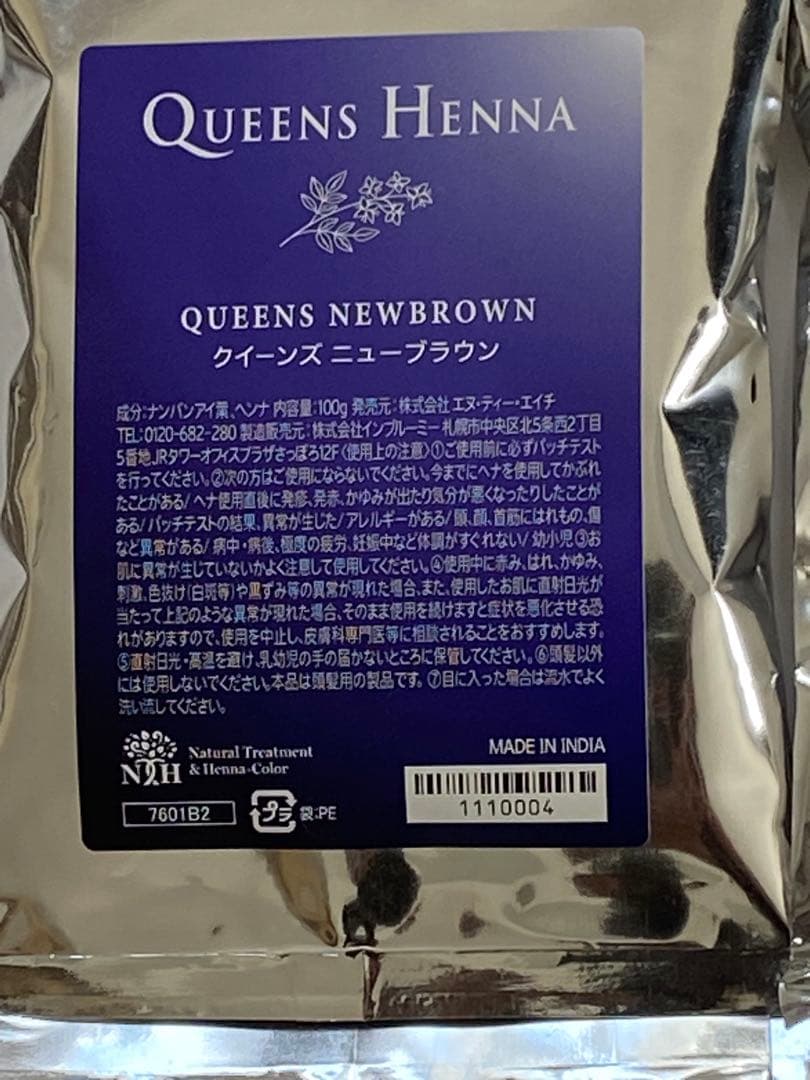 QUEENS HENNA
QUEENS NEWBROWN
クイーンズ ニューブラウン
成分:ナンバンアイ葉、ヘンナ 内容量:100g 発売元:株式会社 エヌ・ティー・エイチ
TEL:0120-682-280 製造販売元:株式会社インブルーミー 札幌市中央区北5条西2丁目
5番地JRタワーオフィスプラザさっぽろ12F〈使用上の注意〉①ご使用前に必ずパッチテスト
を行ってください。②次の方はご使用にならないでください。今までにヘナを使用してかぶれ
たことがある/ヘナ使用直後に発疹、発赤、かゆみが出たり気分が悪くなったりしたことが
ある/パッチテストの結果、異常が生じた/アレルギーがある/頭、顔、首筋にはれもの、傷
など異常がある/病中・病後、極度の疲労、妊娠中など体調がすぐれない/幼小児③お
肌に異常が生じていないかよく注意して使用してください。④使用中に赤み、はれ、かゆみ、
刺激、色抜け(白斑等)や黒ずみ等の異常が現れた場合、また、使用したお肌に直射日光が
当たって上記のような異常が現れた場合、そのまま使用を続けますと症状を悪化させる恐
れがありますので、使用を中止し、皮膚科専門医等に相談されることをおすすめします。
⑤直射日光・高温を避け、乳幼児の手の届かないところに保管してください。⑥頭髪以外
には使用しないでください。本品は頭髪用の製品です。⑦目に入った場合は流水でよく
洗い流してください。
NTH Natural Treatment
& Henna-Color
MADE IN INDIA
7601B2
プラ 袋:PE
1110004